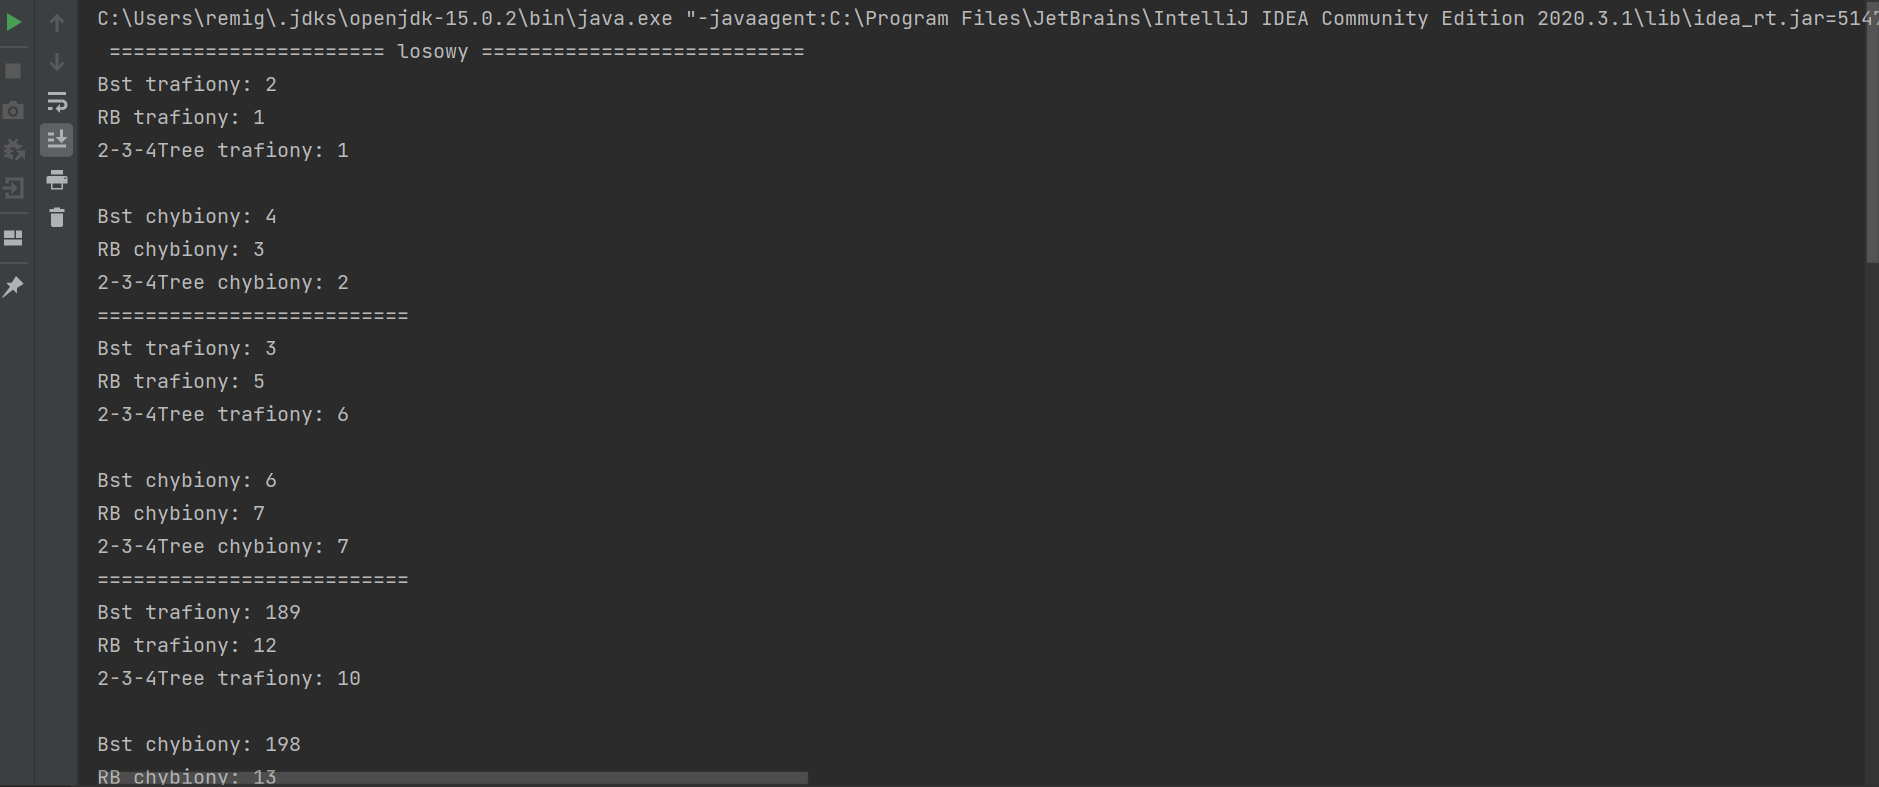 C:\Users\remig\.jdks\openjdk-15.0.2\bin\java.exe "-javaagent:C:\Program Files\JetBrains\IntelliJ IDEA Community Edition 2020.3.1\lib\idea_rt.jar=5147
======================= losowy ===========================
Bst trafiony: 2
RB trafiony: 1
2-3-4Tree trafiony: 1
Bst chybiony: 4
RB chybiony: 3
2-3-4Tree chybiony: 2
==========================
Bst trafiony: 3
RB trafiony: 5
2-3-4Tree trafiony: 6
Bst chybiony: 6
RB chybiony: 7
2-3-4Tree chybiony: 7
==========================
Bst trafiony: 189
RB trafiony: 12
2-3-4Tree trafiony: 10
Bst chybiony: 198
RB chybiony: 13